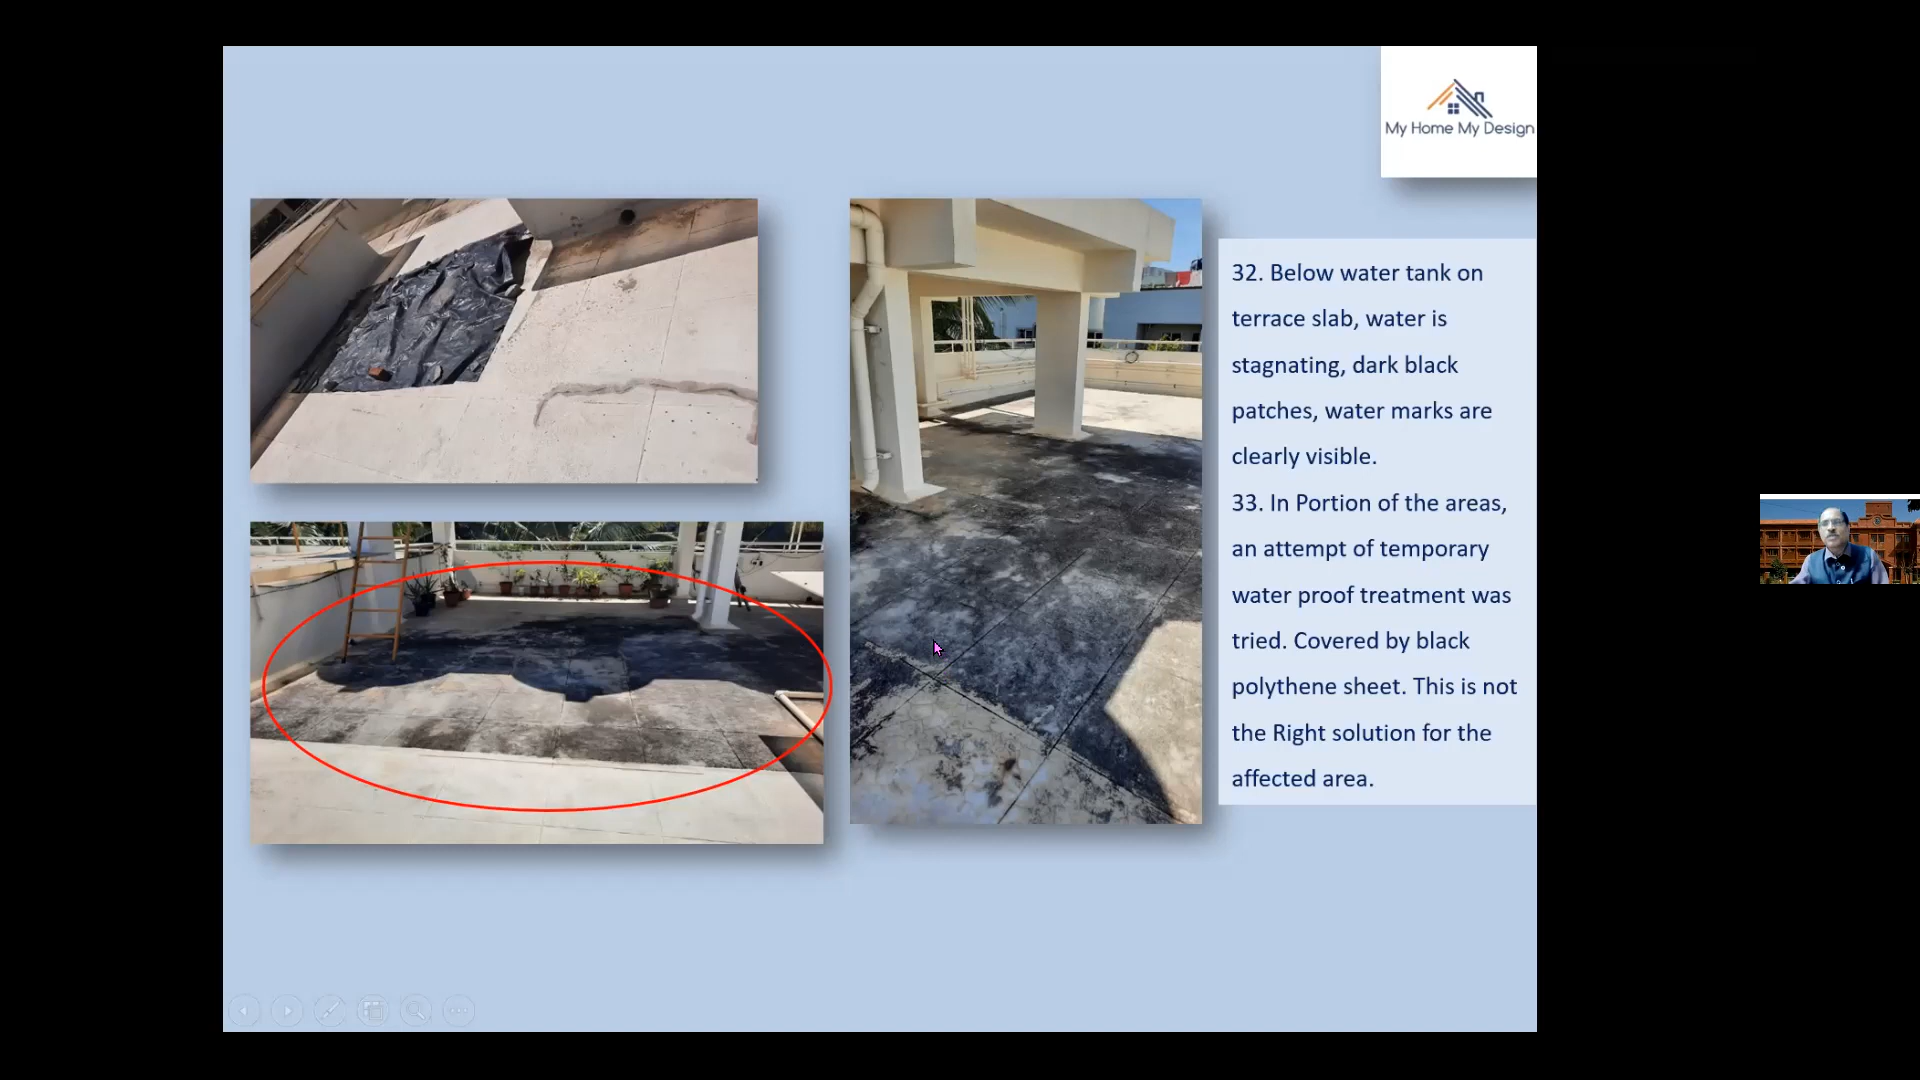 My Home My Design
32. Below water tank on
terrace slab, water is
stagnating, dark black
patches, water marks are
clearly visible.
33. In Portion of the areas,
an attempt of temporary
water proof treatment was
tried. Covered by black
polythene sheet. This is not
the Right solution for the
affected area.